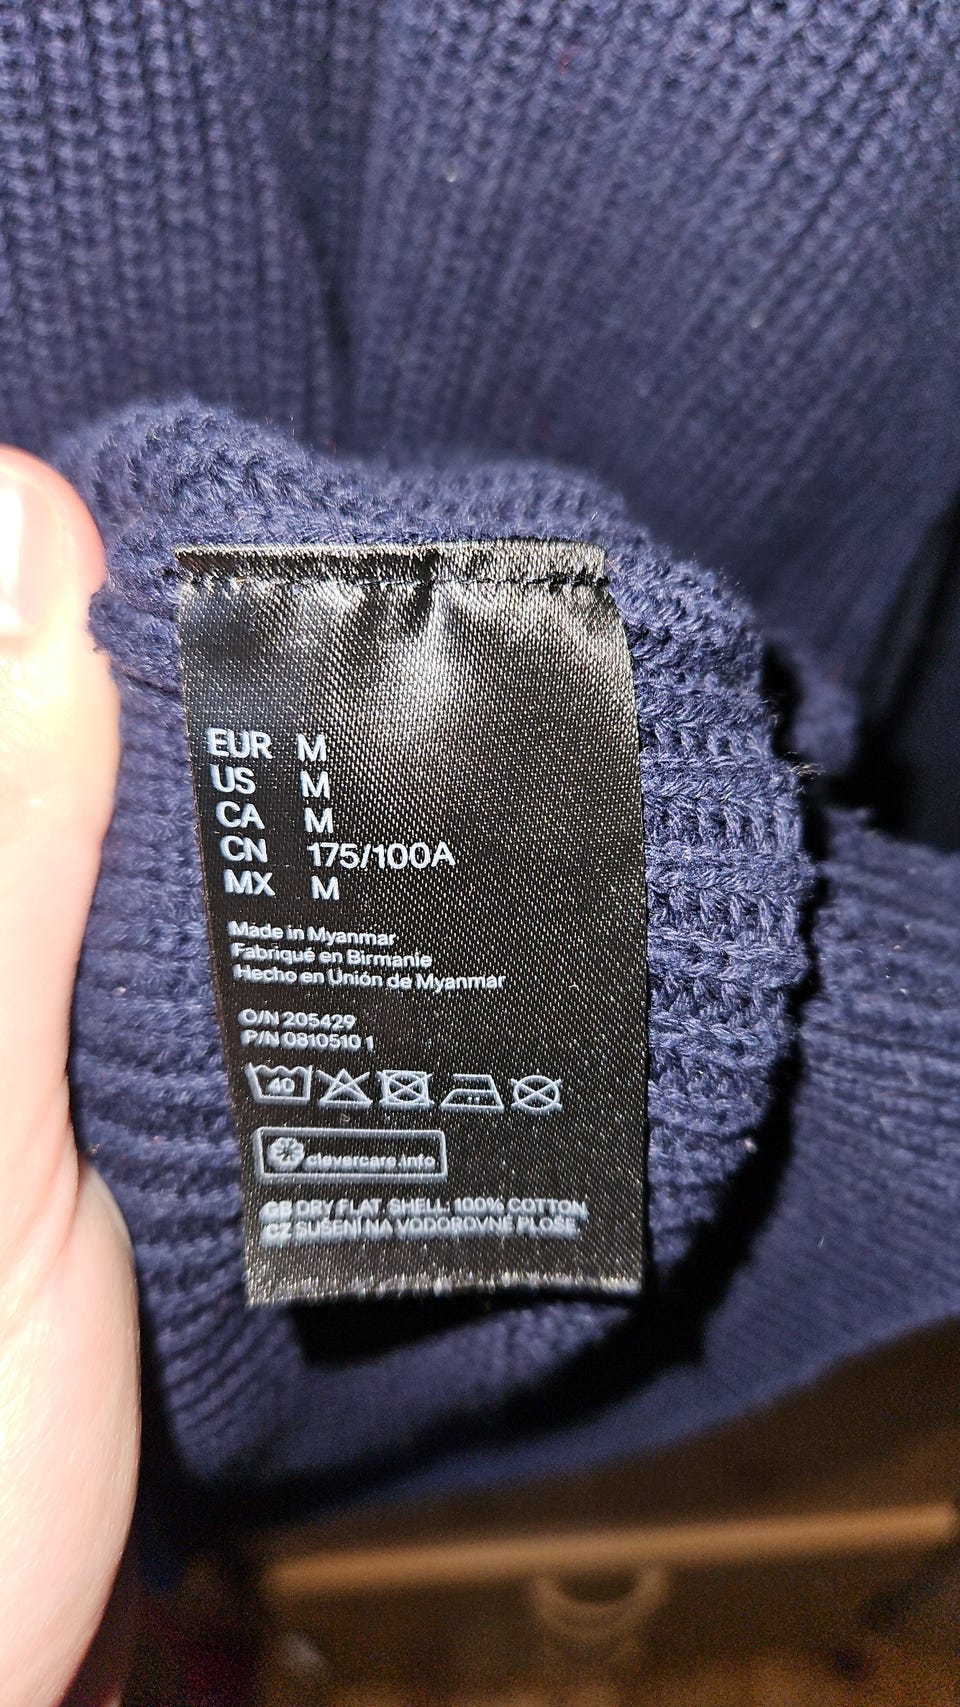 EUR M
US M
CA M
CN 175/100A
MX M
Made in Myanmar
Fabriqué en Birmanie
Hecho en Unión de Myanmar
O/N 205429
P/N 0810510 1
40
clevercare.info
GB DRY FLAT. SHELL: 100% COTTON
CZ SUŠENÍ NA VODOROVNÉ PLOŠE.